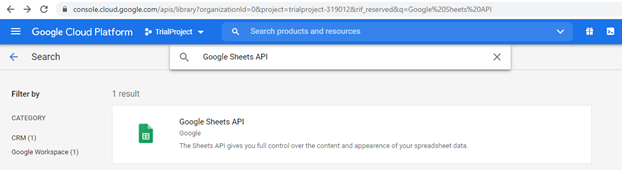 console.cloud.google.com/apis/library?organizationId=0&project=trialproject-319012&rif_reserved&q=Google%20Sheets%20API
Google Cloud Platform TrialProject Search products and resources
Search Google Sheets API
Filter by 1 result
CATEGORY
Google Sheets API
Google
CRM (1)
The Sheets API gives you full control over the content and appearence of your spreadsheet data.
Google Workspace (1)